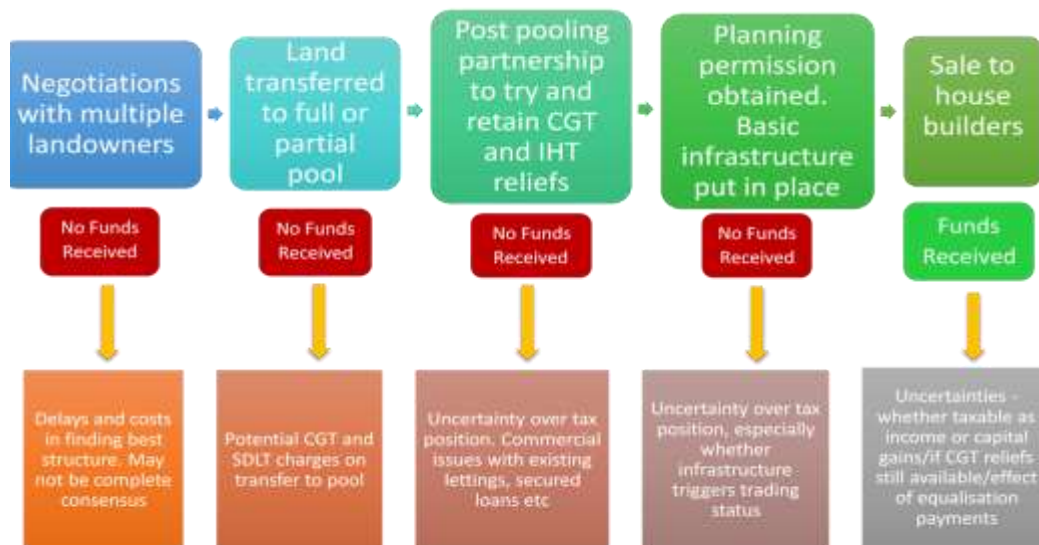 Negotiations
with multiple
landowners
Land
transferred
to full or
partial
pool
Post pooling
partnership
to try and
retain CGT
and IHT
reliefs
Planning
permission
obtained.
Basic
infrastructure
put in place
Sale to
house
builders
No Funds
Received
No Funds
Received
No Funds
Received
No Funds
Received
Funds
Received
Delays and costs
in finding best
structure. May
not be complete
consensus
Potential CGT and
SDLT charges on
transfer to pool
Uncertainty over tax
position. Commercial
issues with existing
lettings, secured
loans etc
Uncertainty over tax
position, especially
whether
infrastructure
triggers trading
status
Uncertainties -
whether taxable as
income or capital
gains/if CGT reliefs
still available/effect
of equalisation
payments